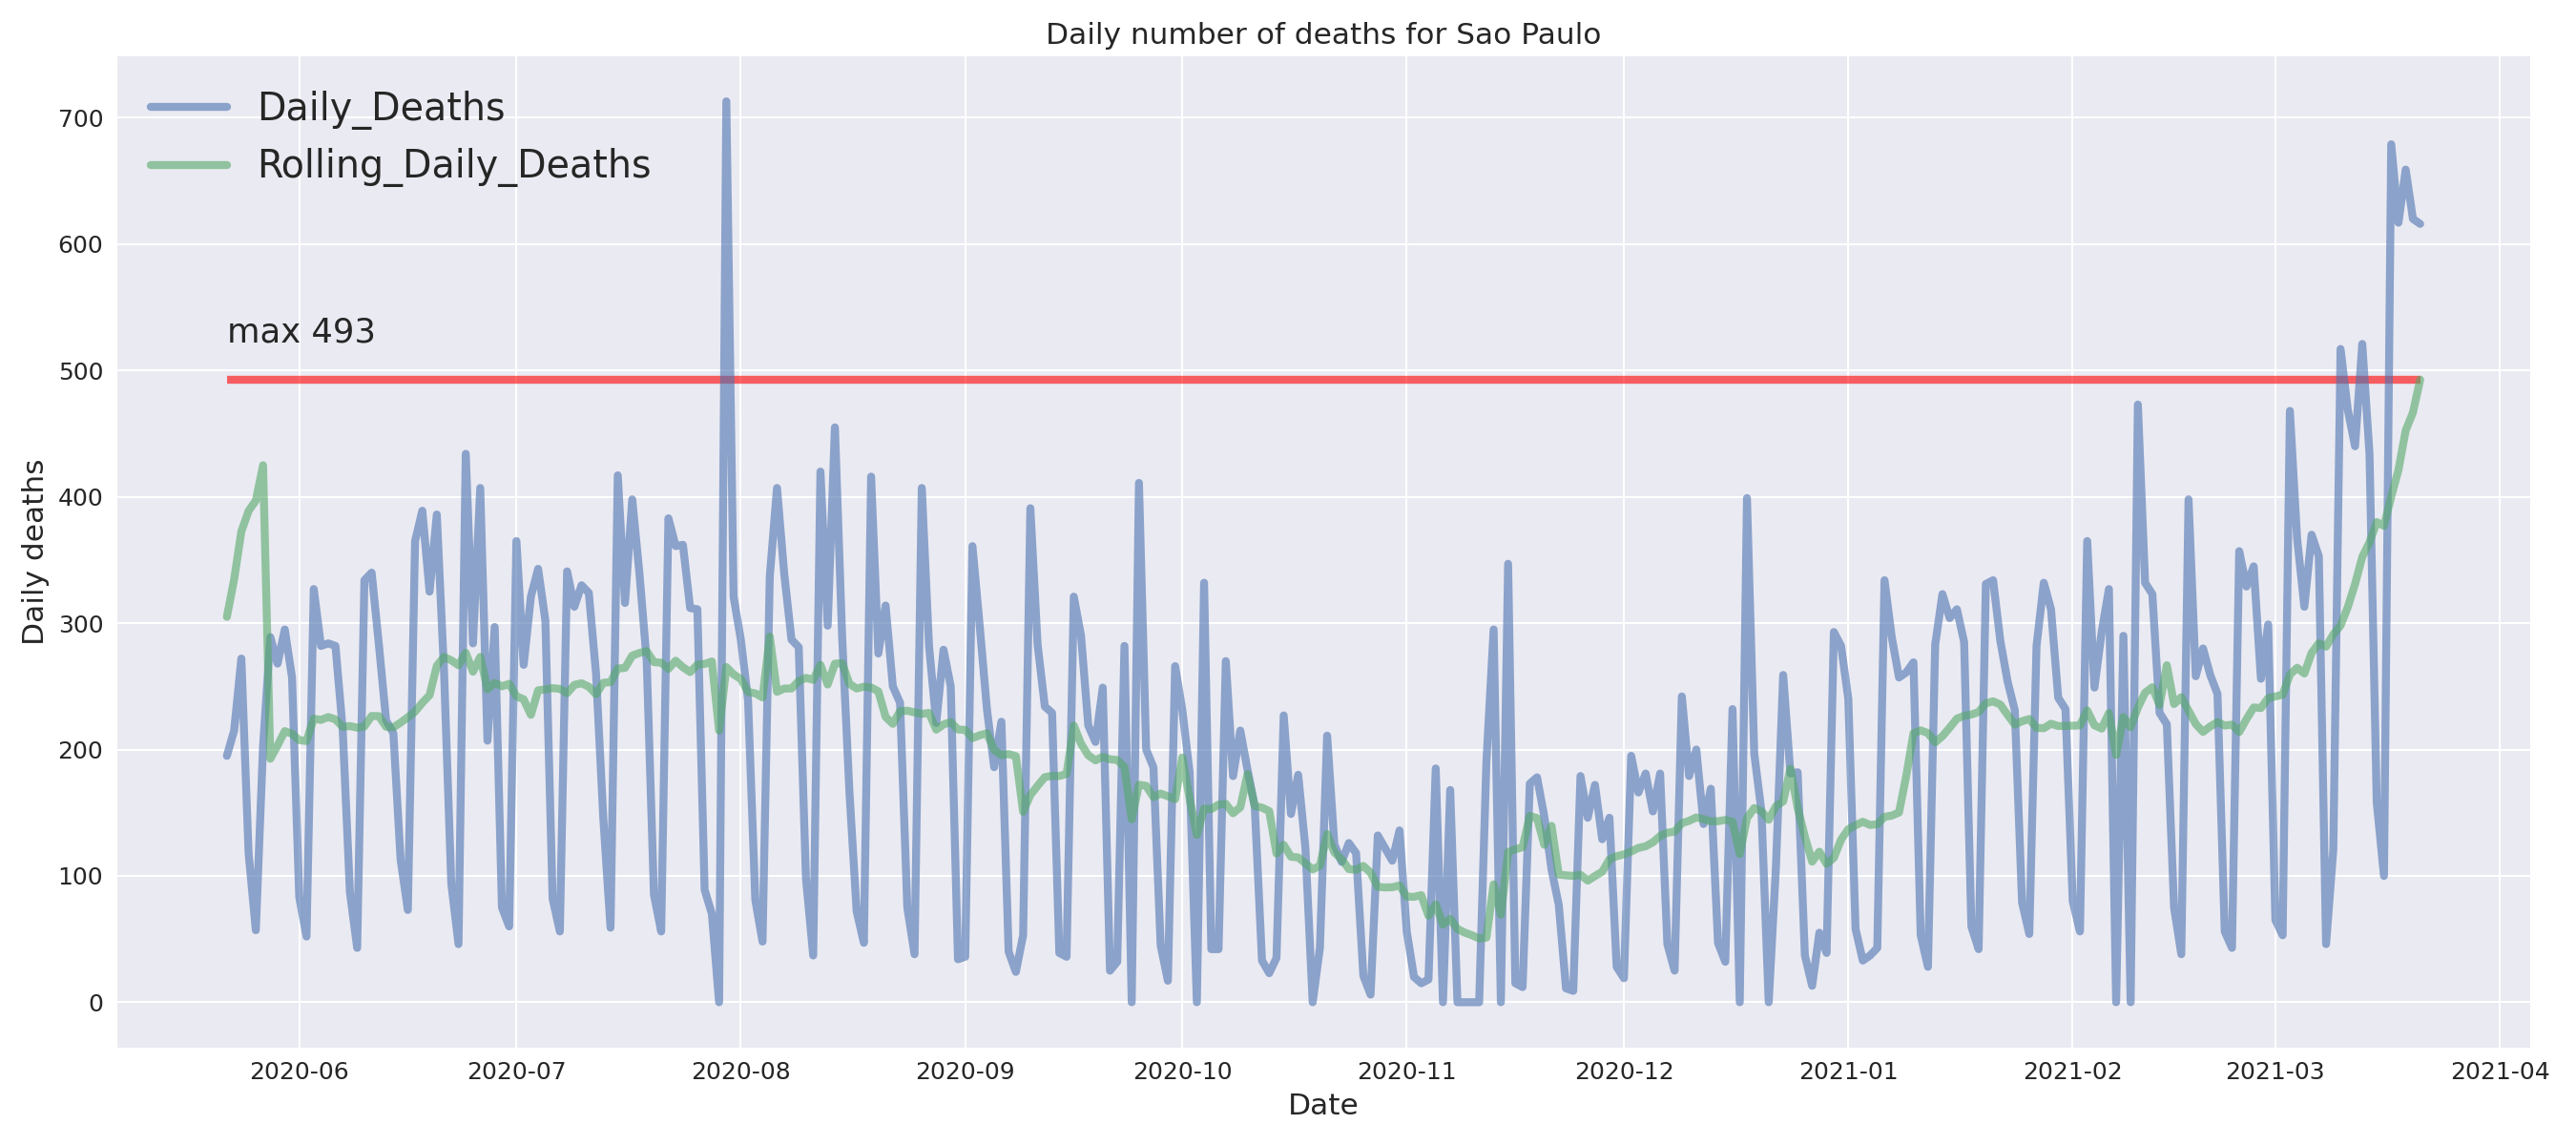 Daily number of deaths for Sao Paulo
Daily_Deaths
Rolling_Daily_Deaths
max 493
Daily deaths
700
600
500
400
300
200
100
0
2020-06 2020-07 2020-08 2020-09 2020-10 2020-11 2020-12 2021-01 2021-02 2021-03 2021-04
Date